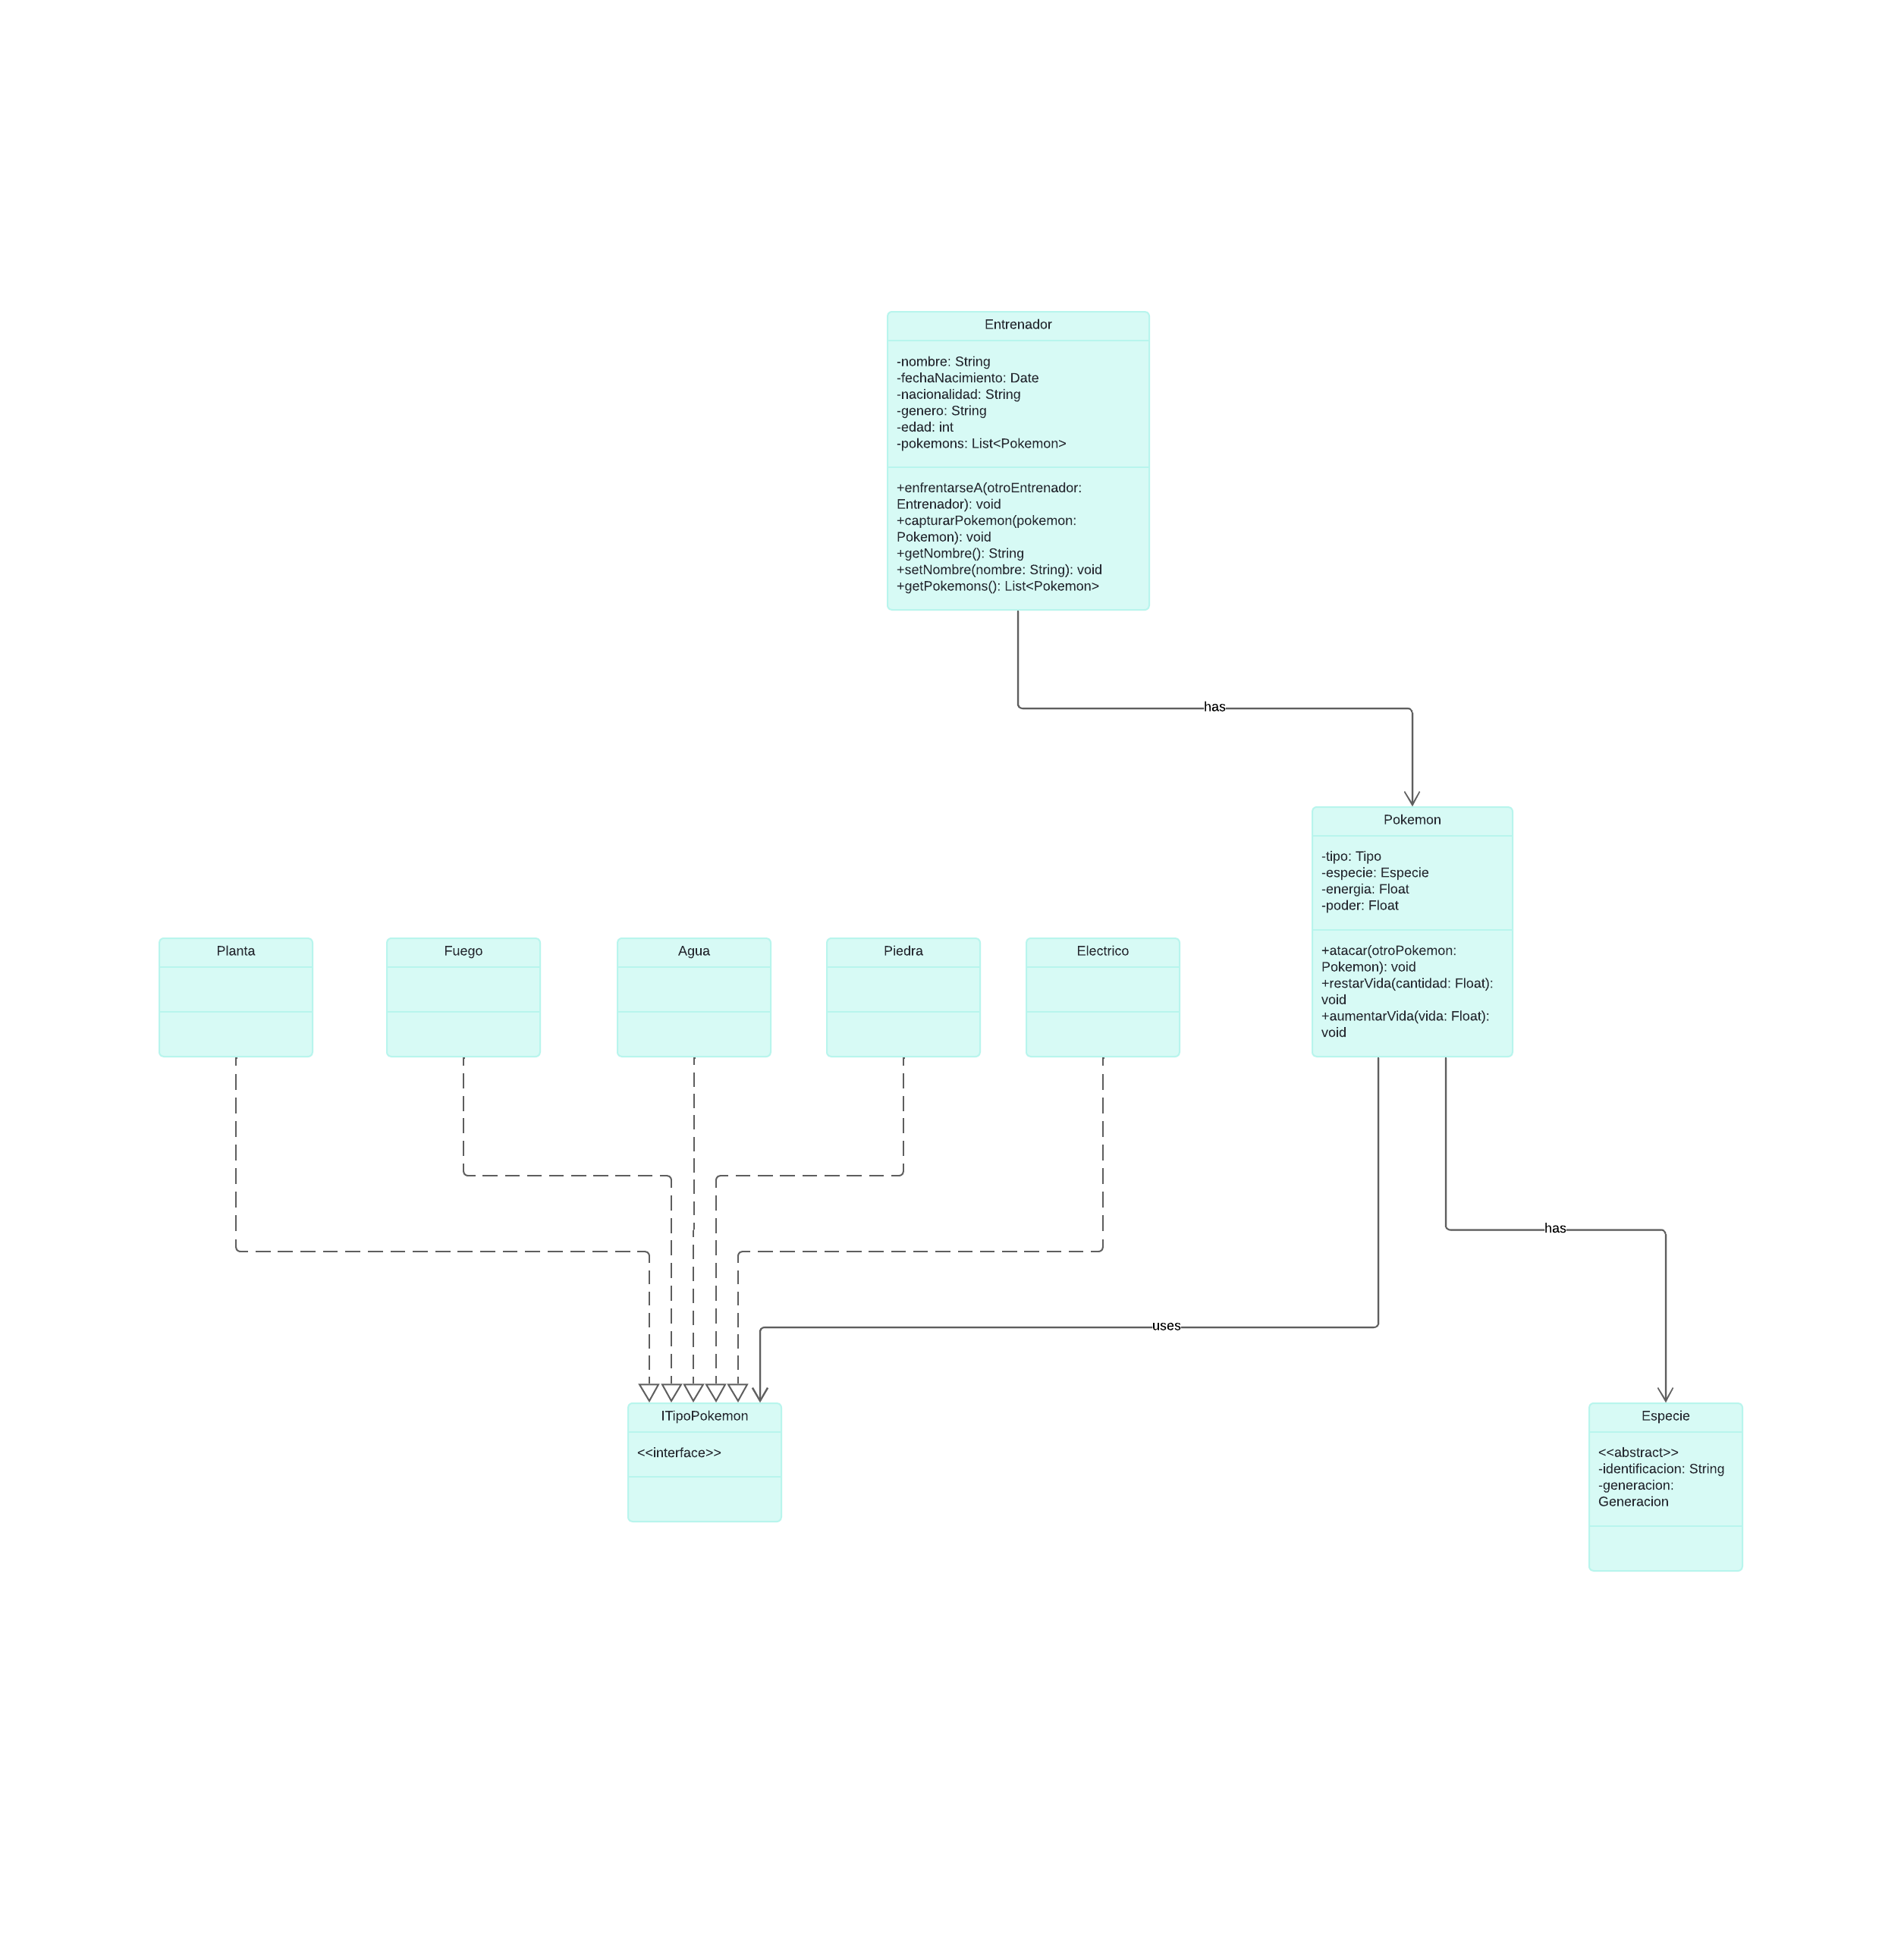 Entrenador
-nombre: String
-fechaNacimiento: Date
-nacionalidad: String
-genero: String
-edad: int
-pokemons: List<Pokemon>
+enfrentarseA(otroEntrenador:
Entrenador): void
+capturarPokemon(pokemon:
Pokemon): void
+getNombre(): String
+setNombre(nombre: String): void
+getPokemons(): List<Pokemon>
has
Pokemon
-tipo: Tipo
-especie: Especie
-energia: Float
-poder: Float
+atacar(otroPokemon:
Pokemon): void
+restarVida(cantidad: Float):
void
+aumentarVida(vida: Float):
void
Planta
Fuego
Agua
Piedra
Electrico
has
uses
ITipoPokemon
<<interface>>
Especie
<<abstract>>
-identificacion: String
-generacion:
Generacion